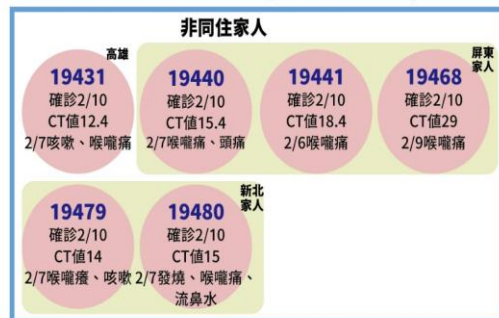 非同住家人
高雄
19431
確診2/10
CT值12.4
2/7咳嗽、喉嚨痛
屏東
家人
19440
確診2/10
CT值15.4
2/7喉嚨痛、頭痛
19441
確診2/10
CT值18.4
2/6喉嚨痛
19468
確診2/10
CT值29
2/9喉嚨痛
新北
家人
19479
確診2/10
CT值14
2/7喉嚨癢、咳嗽
19480
確診2/10
CT值15
2/7發燒、喉嚨痛、
流鼻水